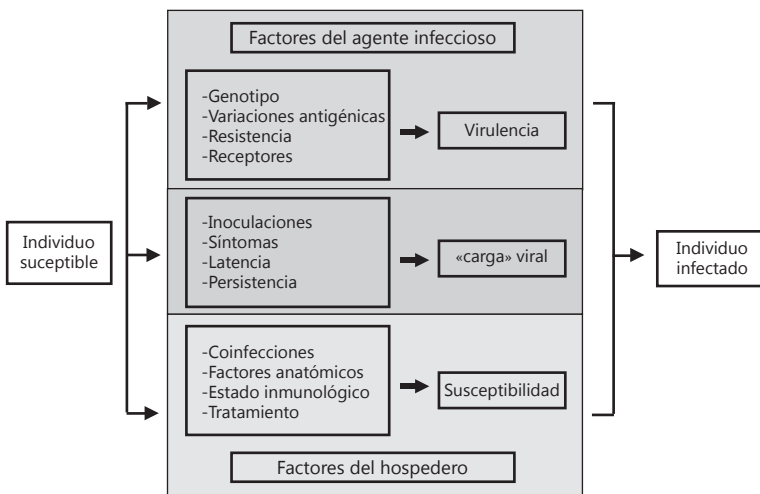 Factores del agente infeccioso
-Genotipo
-Variaciones antigénicas
-Resistencia
-Receptores
Virulencia
Individuo
suceptible
-Inoculaciones
-Síntomas
-Latencia
-Persistencia
«carga» viral
Individuo
infectado
-Coinfecciones
-Factores anatómicos
-Estado inmunológico
-Tratamiento
Susceptibilidad
Factores del hospedero